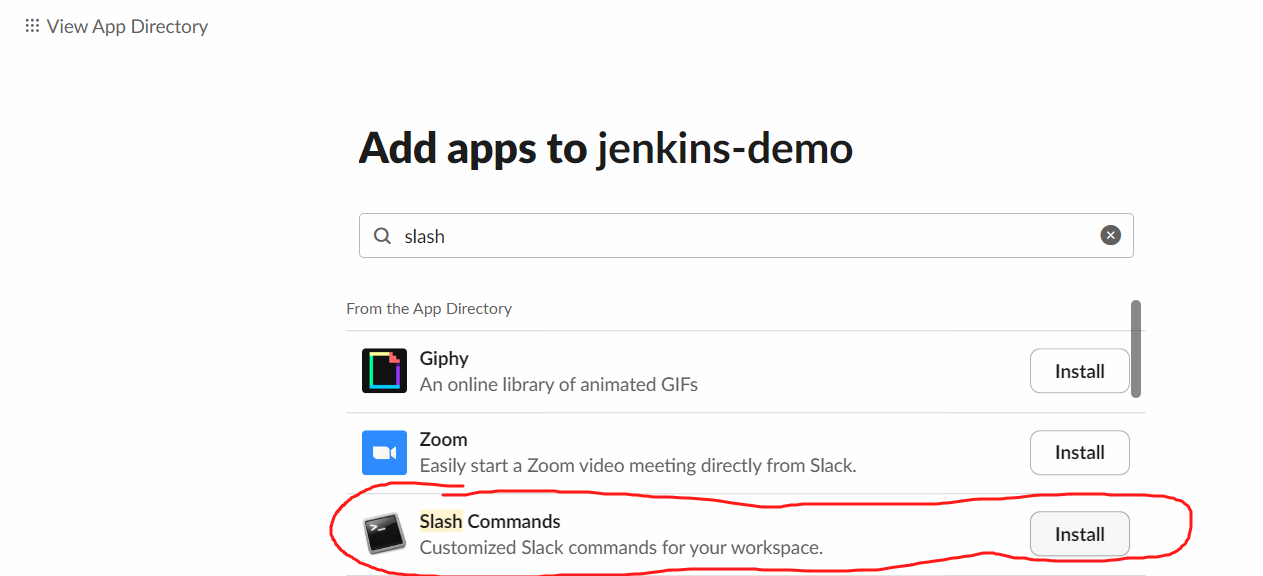 View App Directory
Add apps to jenkins-demo
slash
From the App Directory
Giphy
An online library of animated GIFs
Install
Zoom
Easily start a Zoom video meeting directly from Slack.
Install
Slash Commands
Customized Slack commands for your workspace.
Install